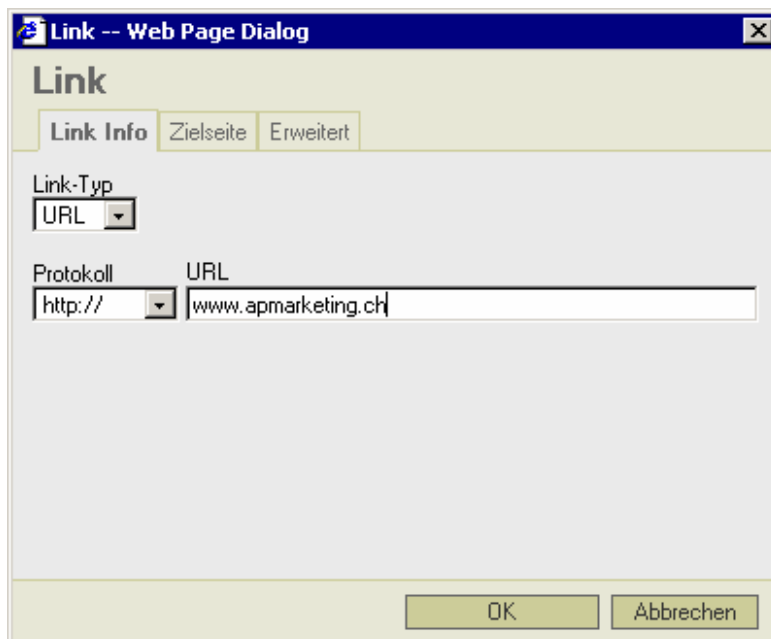 Link -- Web Page Dialog
Link
Link Info Zielseite Erweitert
Link-Typ
URL
Protokoll URL
http:// www.apmarketing.ch
OK Abbrechen